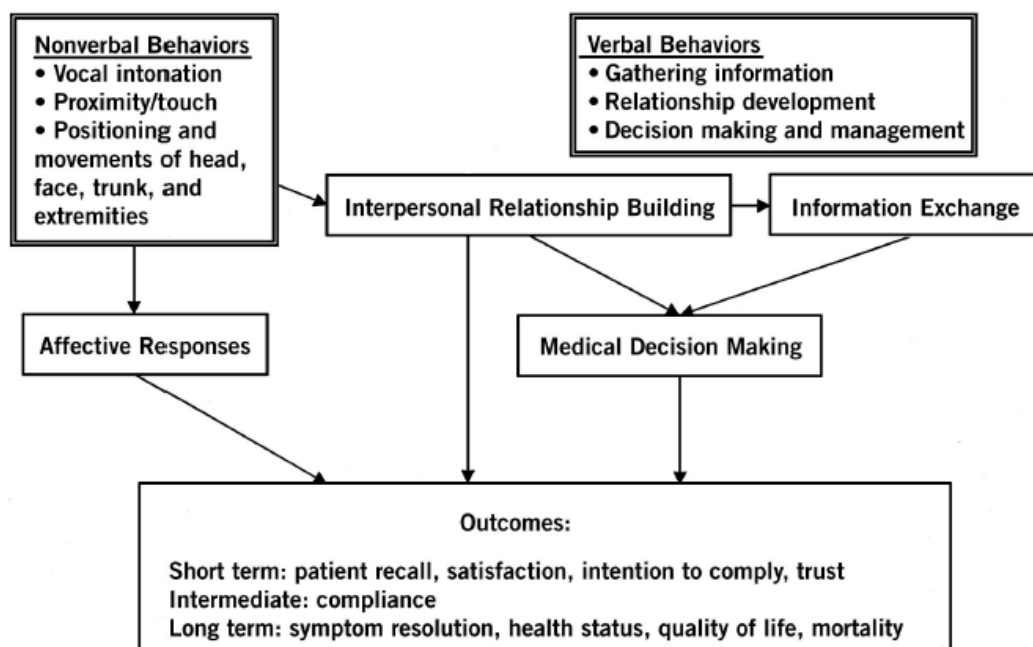 Nonverbal Behaviors
• Vocal intonation
• Proximity/touch
• Positioning and
movements of head,
face, trunk, and
extremities
Verbal Behaviors
• Gathering information
• Relationship development
• Decision making and management
Interpersonal Relationship Building
Information Exchange
Affective Responses
Medical Decision Making
Outcomes:
Short term: patient recall, satisfaction, intention to comply, trust
Intermediate: compliance
Long term: symptom resolution, health status, quality of life, mortality